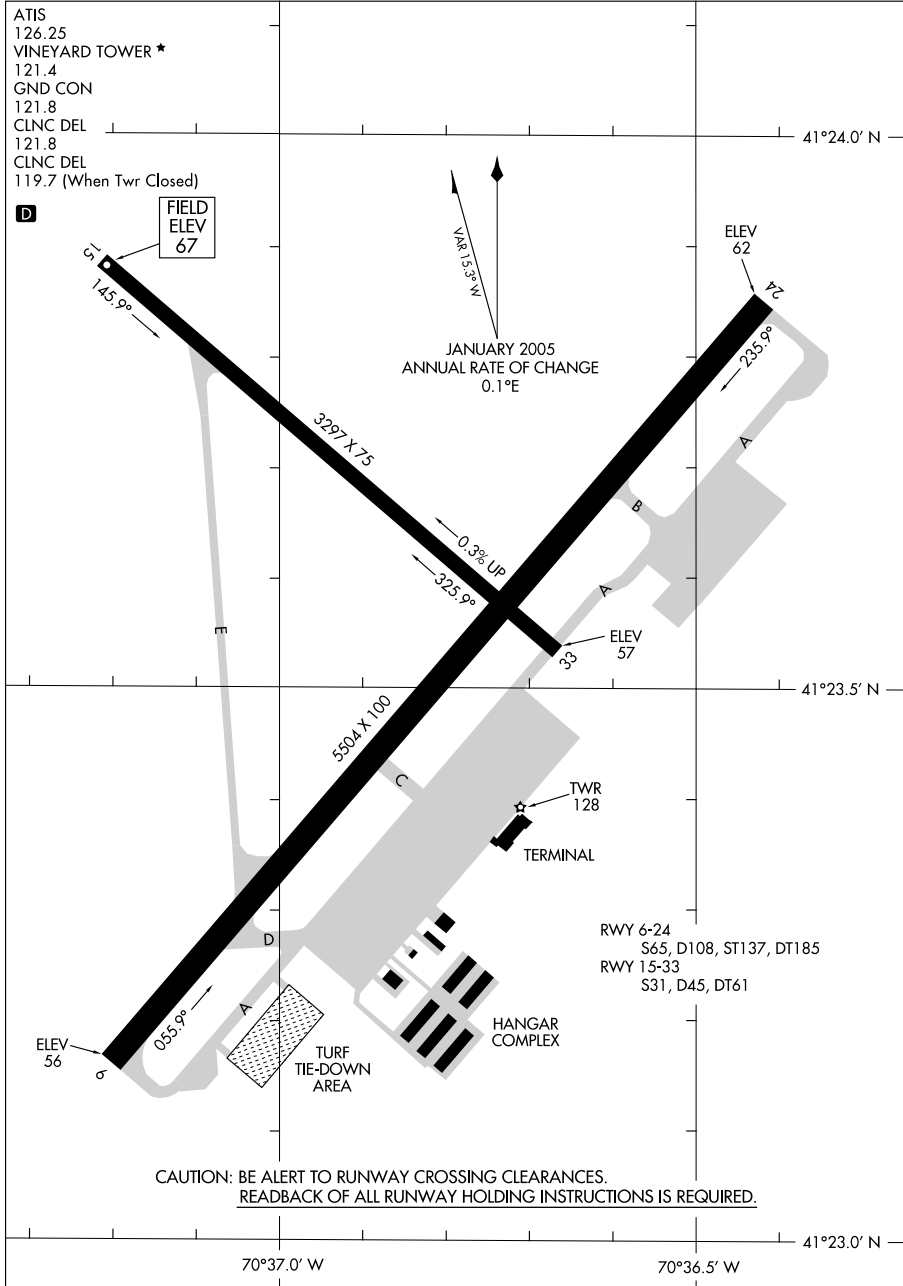 ATIS
126.25
VINEYARD TOWER ★
121.4
GND CON
121.8
CLNC DEL
121.8
CLNC DEL
119.7 (When Twr Closed)
D
FIELD
ELEV
67
15
145.9°
VAR 15.3° W
JANUARY 2005
ANNUAL RATE OF CHANGE
0.1°E
41°24.0' N
ELEV
62
24
235.9°
A
3297 X 75
B
0.3% UP
325.9°
A
E
ELEV
57
33
41°23.5' N
5504 X 100
C
TWR
128
TERMINAL
D
RWY 6-24
S65, D108, ST137, DT185
RWY 15-33
S31, D45, DT61
A
055.9°
ELEV
56
6
HANGAR
COMPLEX
TURF
TIE-DOWN
AREA
CAUTION: BE ALERT TO RUNWAY CROSSING CLEARANCES.
READBACK OF ALL RUNWAY HOLDING INSTRUCTIONS IS REQUIRED.
41°23.0' N
70°37.0' W
70°36.5' W